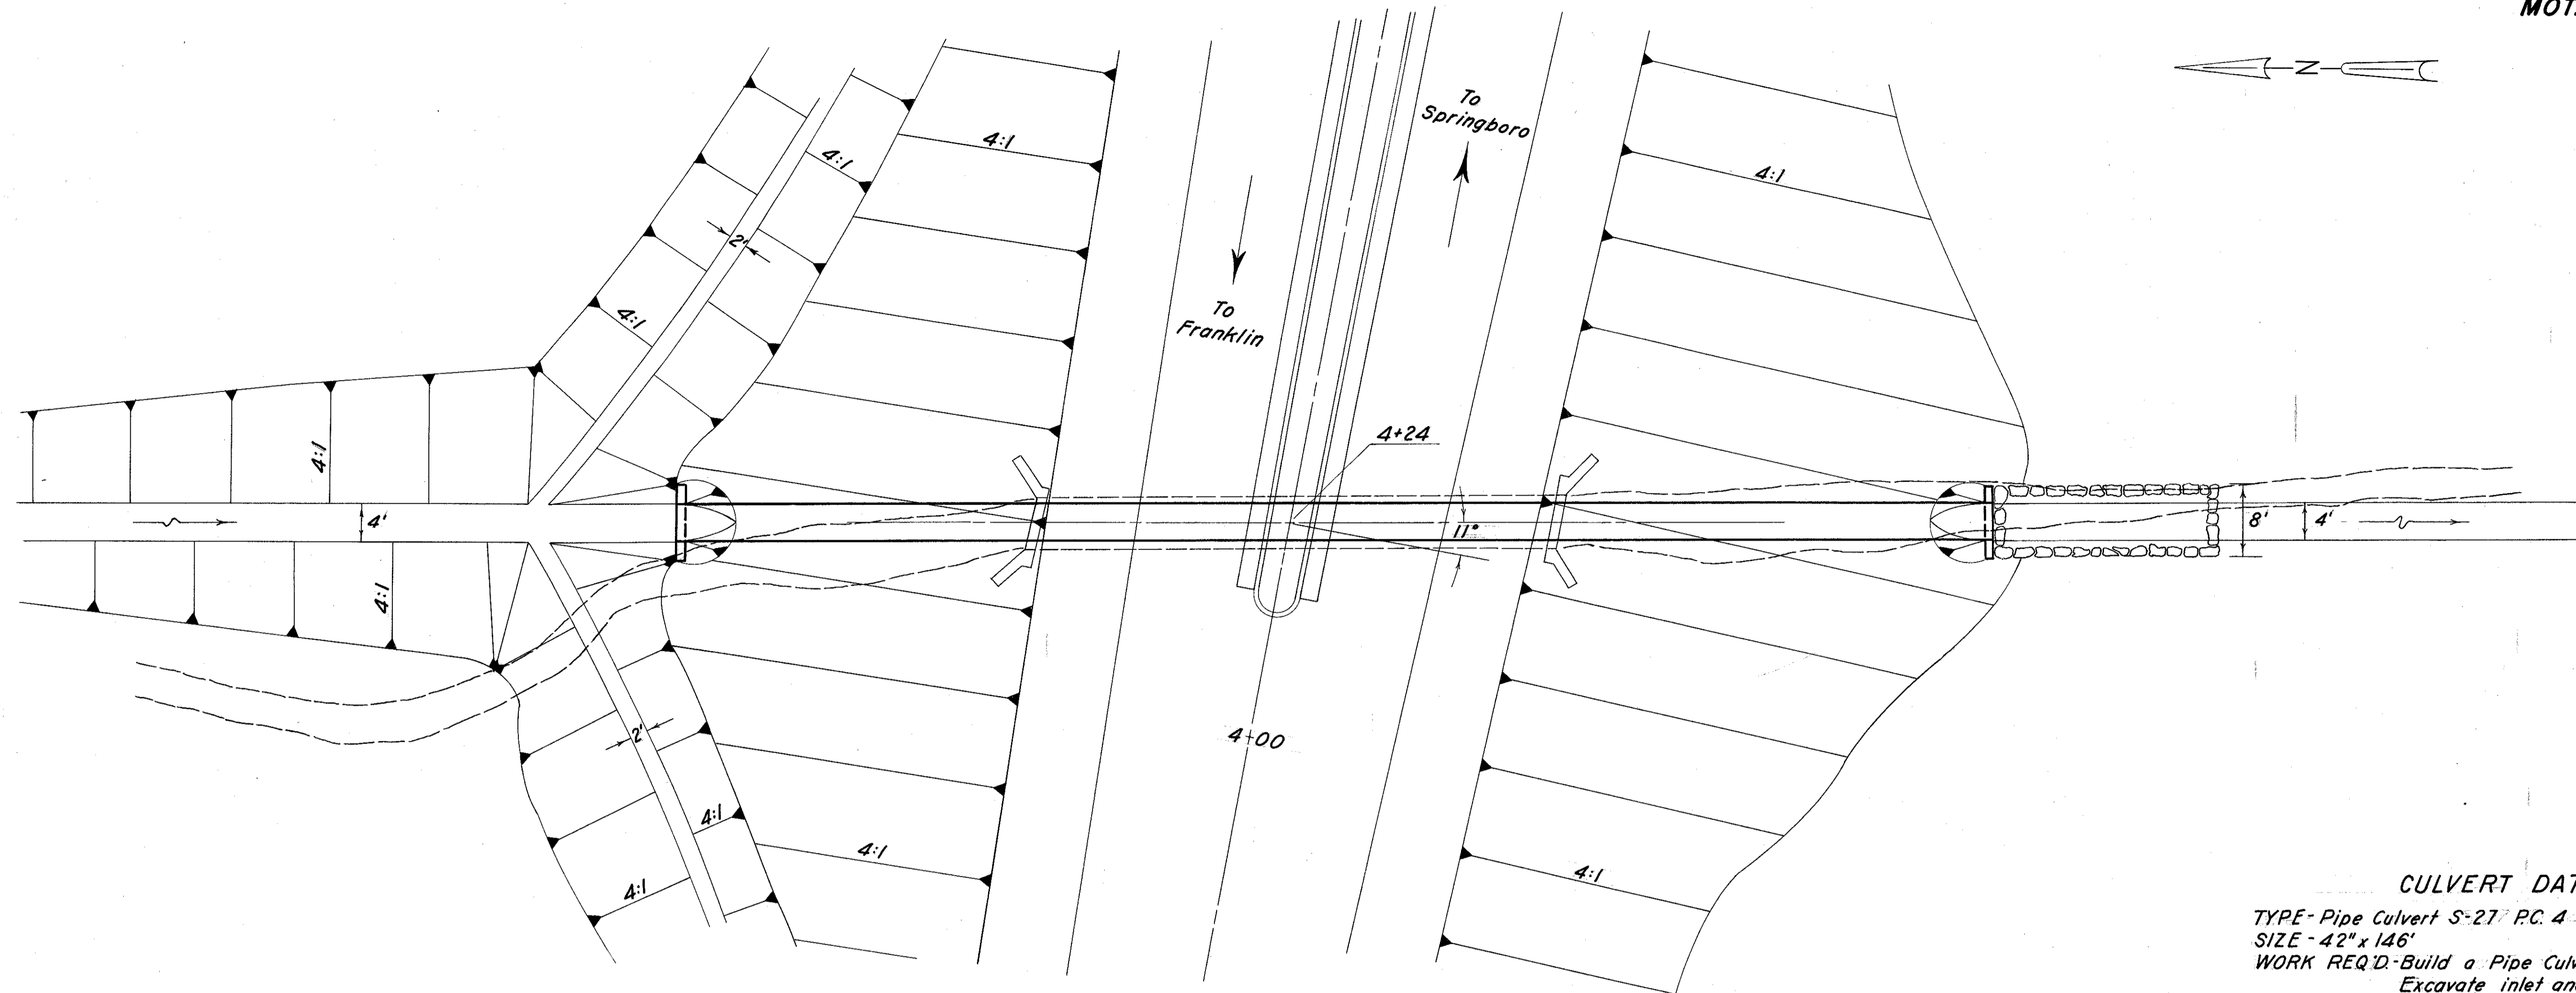 MOT
N
To
Springboro
4:1
4:1
4:1
2'
4:1
To
Franklin
4:1
4+24
4:1
4'
11°
8'
4'
4:1
4+00
2'
4:1
4:1
4:1
4:1
CULVERT DAT
TYPE - Pipe Culvert S-27 P.C. 4
SIZE - 42" x 146'
WORK REQ'D. - Build a Pipe Culv
Excavate inlet an